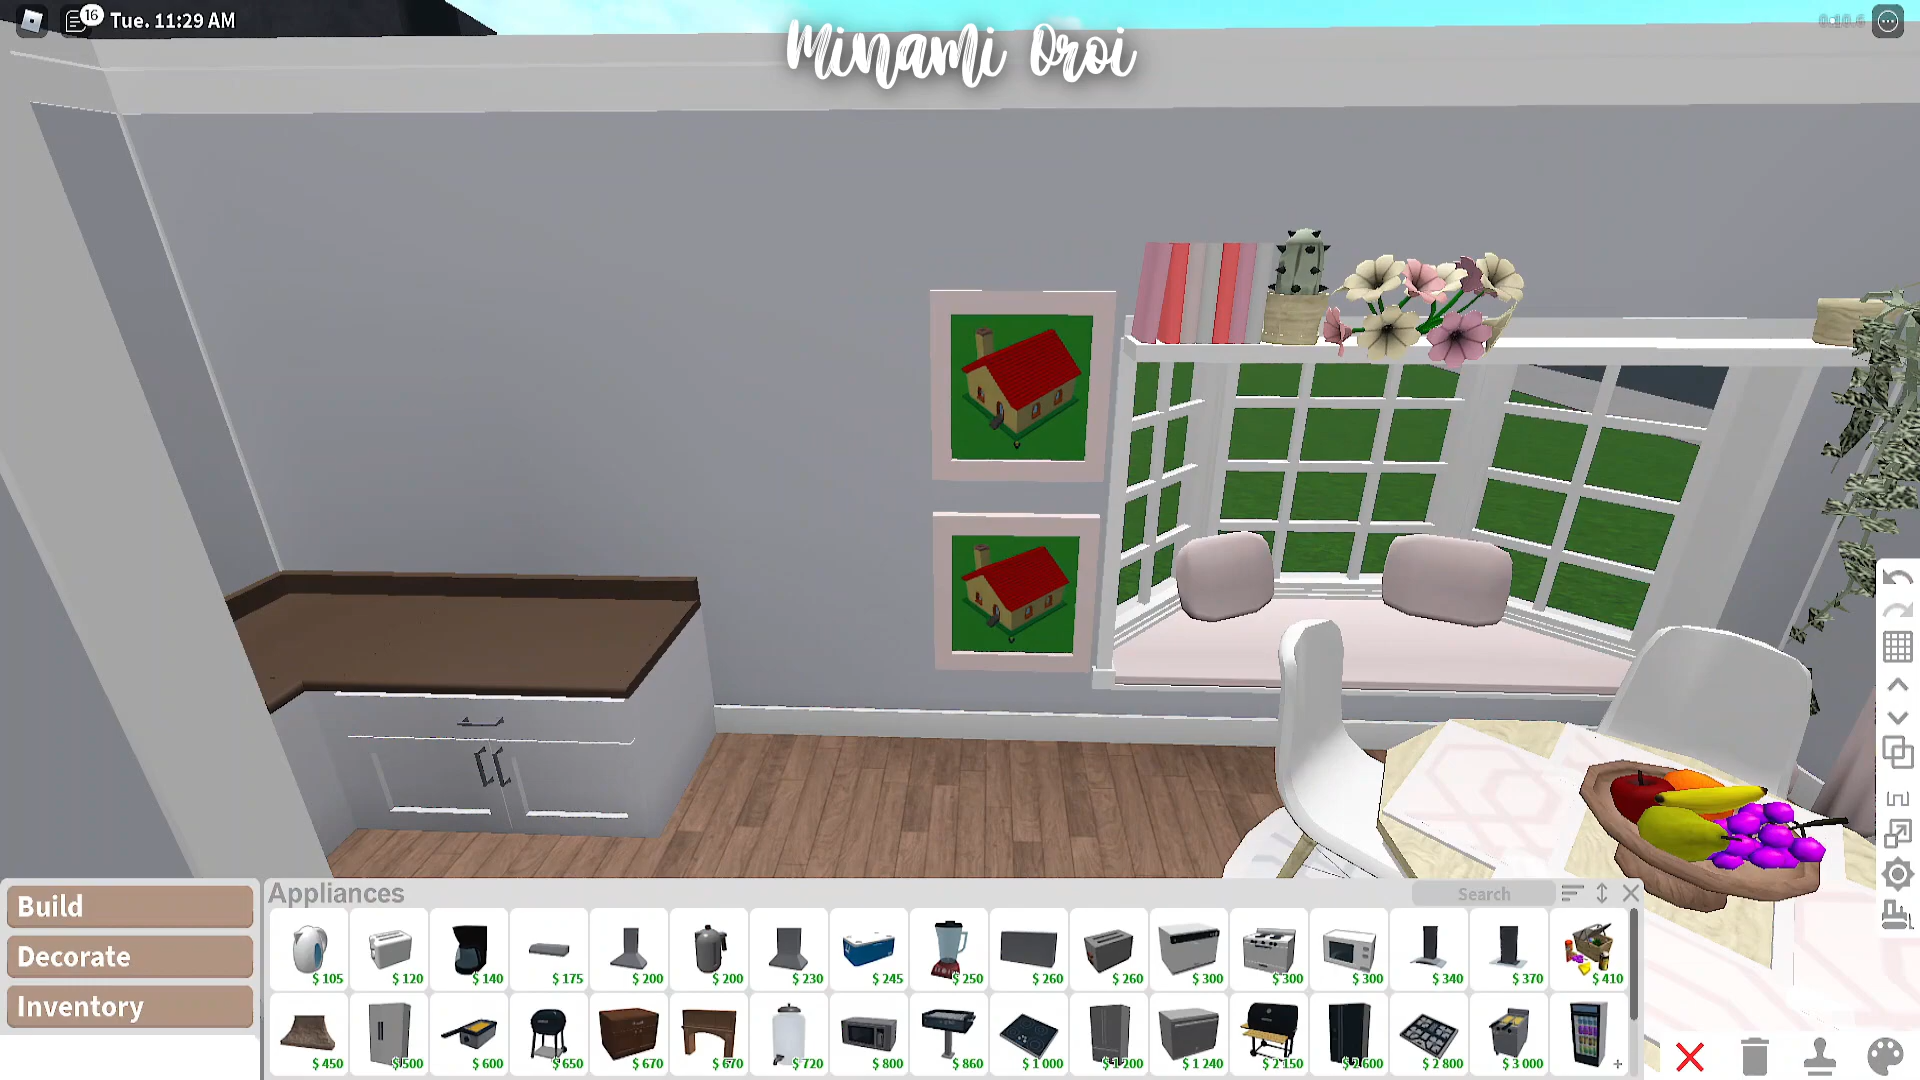 16 Tue. 11:29 AM
Minami Oroi
Build
Decorate
Inventory
Appliances
Search
$ 105
$ 120
$ 140
$ 175
$ 200
$ 200
$ 230
$ 245
$ 250
$ 260
$ 260
$ 300
$ 300
$ 300
$ 340
$ 370
$ 410
$ 450
$ 500
$ 600
$ 650
$ 670
$ 670
$ 720
$ 800
$ 860
$ 1 000
$ 1 200
$ 1 240
$ 2 150
$ 2 600
$ 2 800
$ 3 000
+